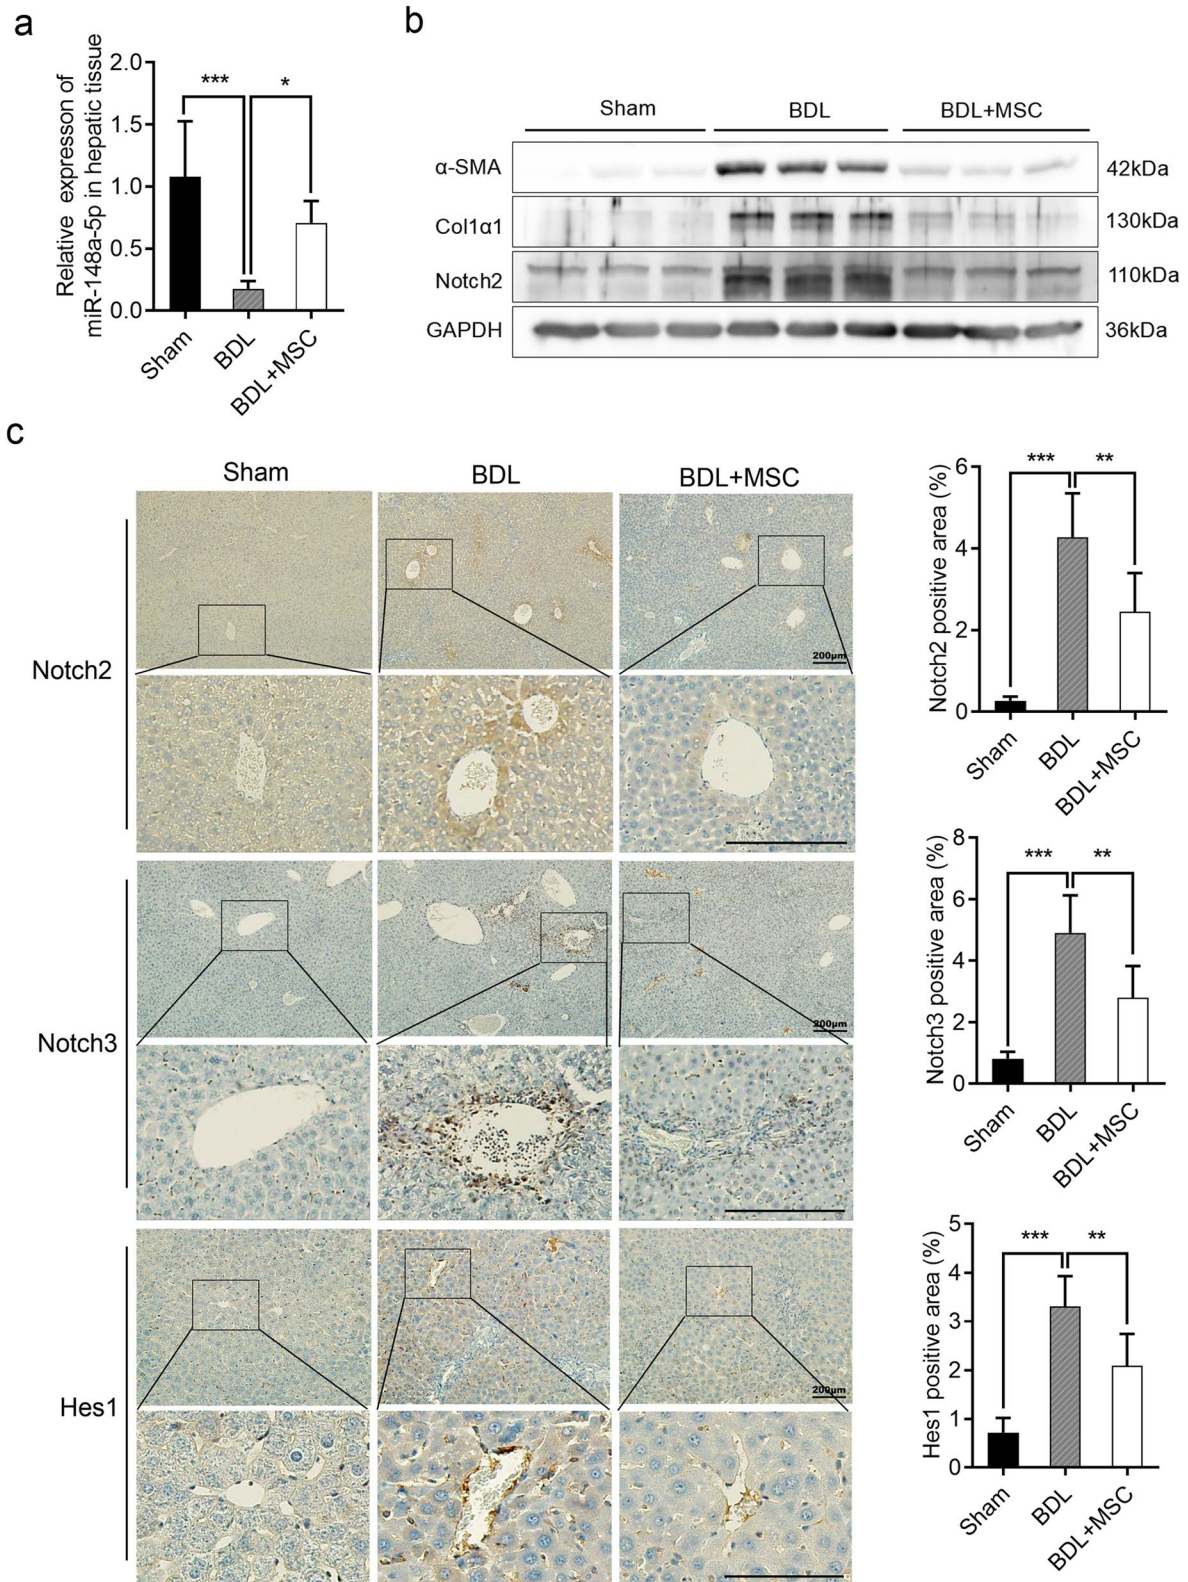 a
Relative expresson of
miR-148a-5p in hepatic tissue
2.0
1.5
1.0
0.5
0.0
***
*
Sham
BDL
BDL+MSC
b
Sham
BDL
BDL+MSC
α-SMA
42kDa
Col1α1
130kDa
Notch2
110kDa
GAPDH
36kDa
c
Sham
BDL
BDL+MSC
Notch2
200μm
Notch3
200μm
Hes1
200μm
Notch2 positive area (%)
6
4
2
0
***
**
Sham
BDL
BDL+MSC
Notch3 positive area (%)
8
6
4
2
0
***
**
Sham
BDL
BDL+MSC
Hes1 positive area (%)
5
4
3
2
1
0
***
**
Sham
BDL
BDL+MSC